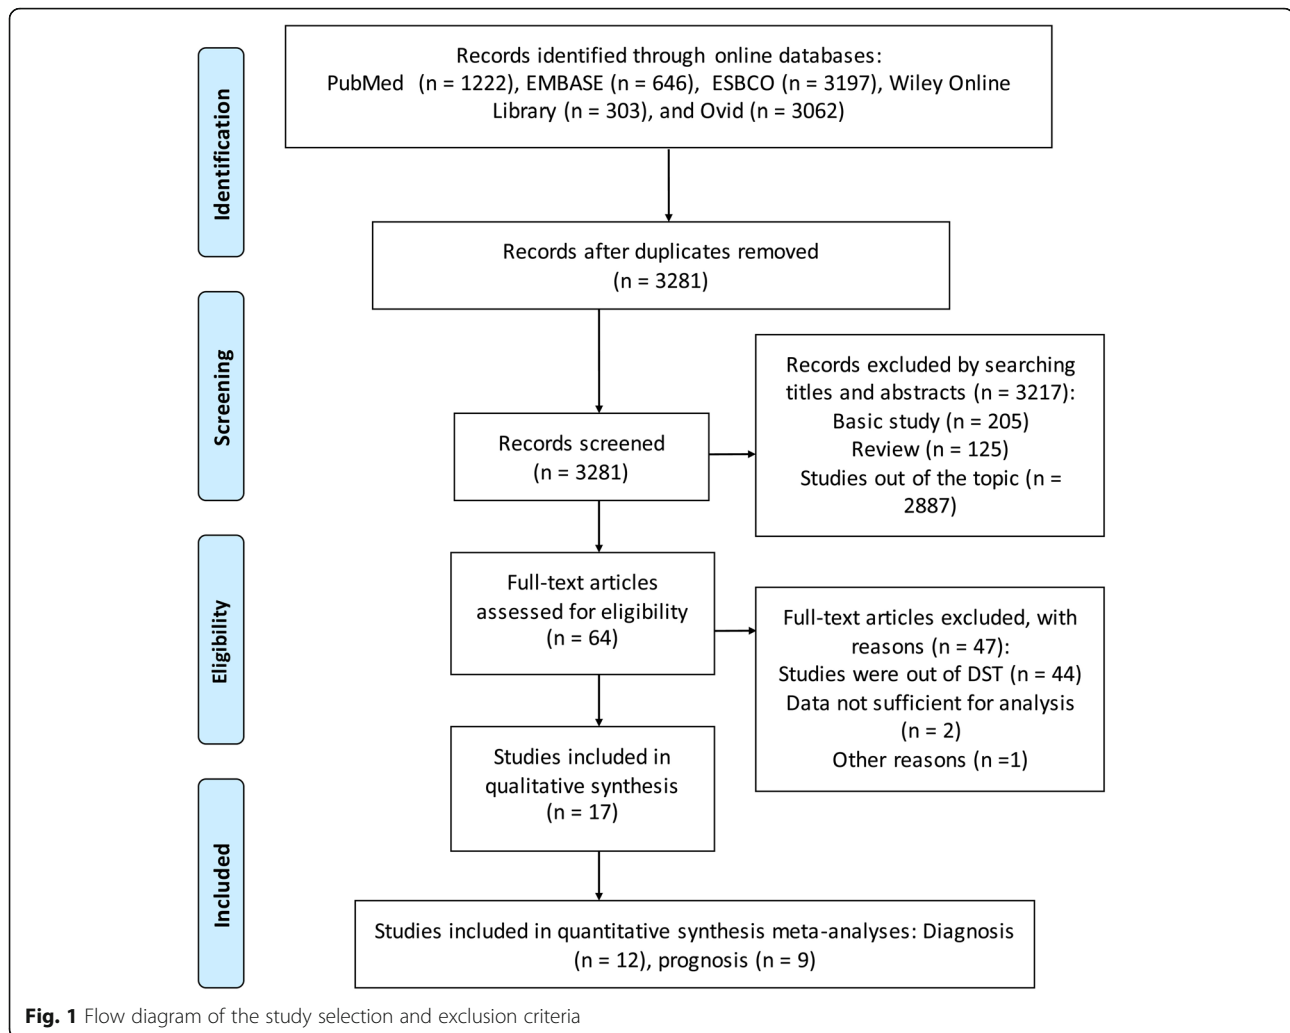 Identification
Records identified through online databases:
PubMed (n = 1222), EMBASE (n = 646), ESBCO (n = 3197), Wiley Online
Library (n = 303), and Ovid (n = 3062)
Records after duplicates removed
(n = 3281)
Screening
Records screened
(n = 3281)
Records excluded by searching
titles and abstracts (n = 3217):
Basic study (n = 205)
Review (n = 125)
Studies out of the topic (n =
2887)
Eligibility
Full-text articles
assessed for eligibility
(n = 64)
Full-text articles excluded, with
reasons (n = 47):
Studies were out of DST (n = 44)
Data not sufficient for analysis
(n = 2)
Other reasons (n =1)
Included
Studies included in
qualitative synthesis
(n = 17)
Studies included in quantitative synthesis meta-analyses: Diagnosis
(n = 12), prognosis (n = 9)
Fig. 1 Flow diagram of the study selection and exclusion criteria